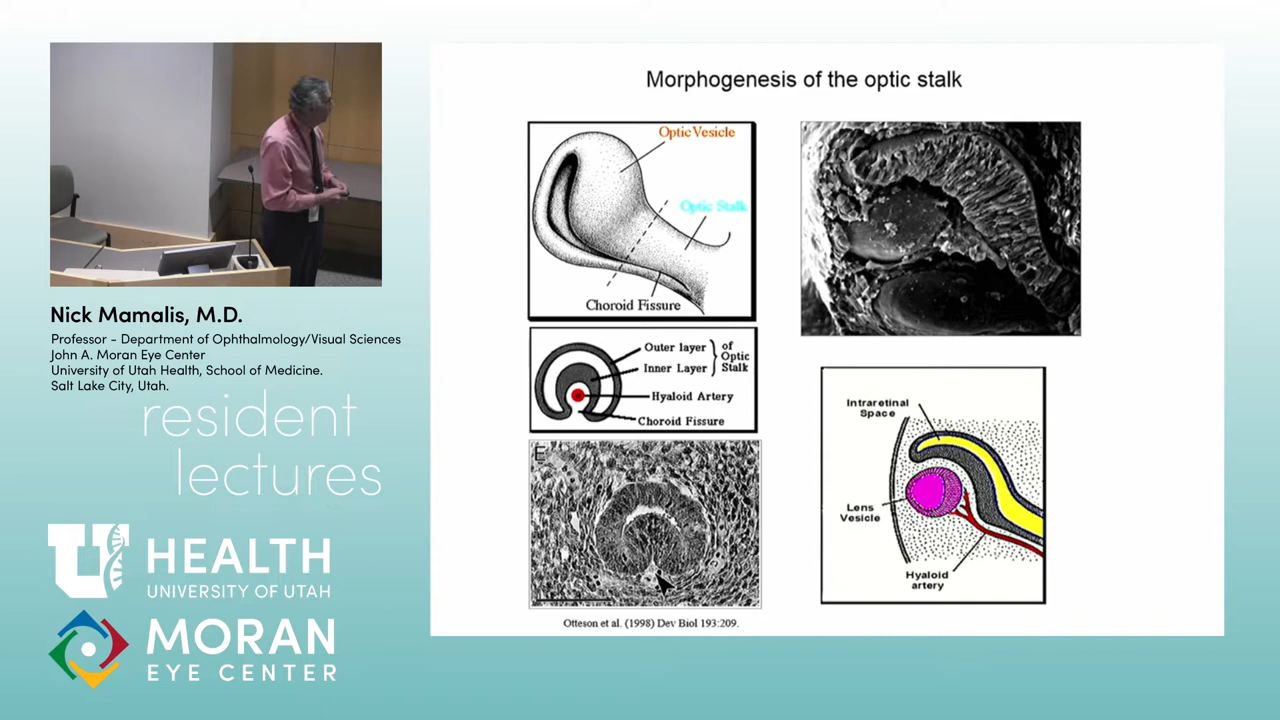 Morphogenesis of the optic stalk
Optic Vesicle
Optic Stalk
Choroid Fissure
Outer layer
Inner Layer
of
Optic
Stalk
Hyaloid Artery
Choroid Fissure
E
Otteson et al. (1998) Dev Biol 193:209.
Intraretinal
Space
Lens
Vesicle
Hyaloid
artery
Nick Mamalis, M.D.
Professor - Department of Ophthalmology/Visual Sciences
John A. Moran Eye Center
University of Utah Health, School of Medicine.
Salt Lake City, Utah.
resident
lectures
U HEALTH
UNIVERSITY OF UTAH
MORAN
EYE CENTER